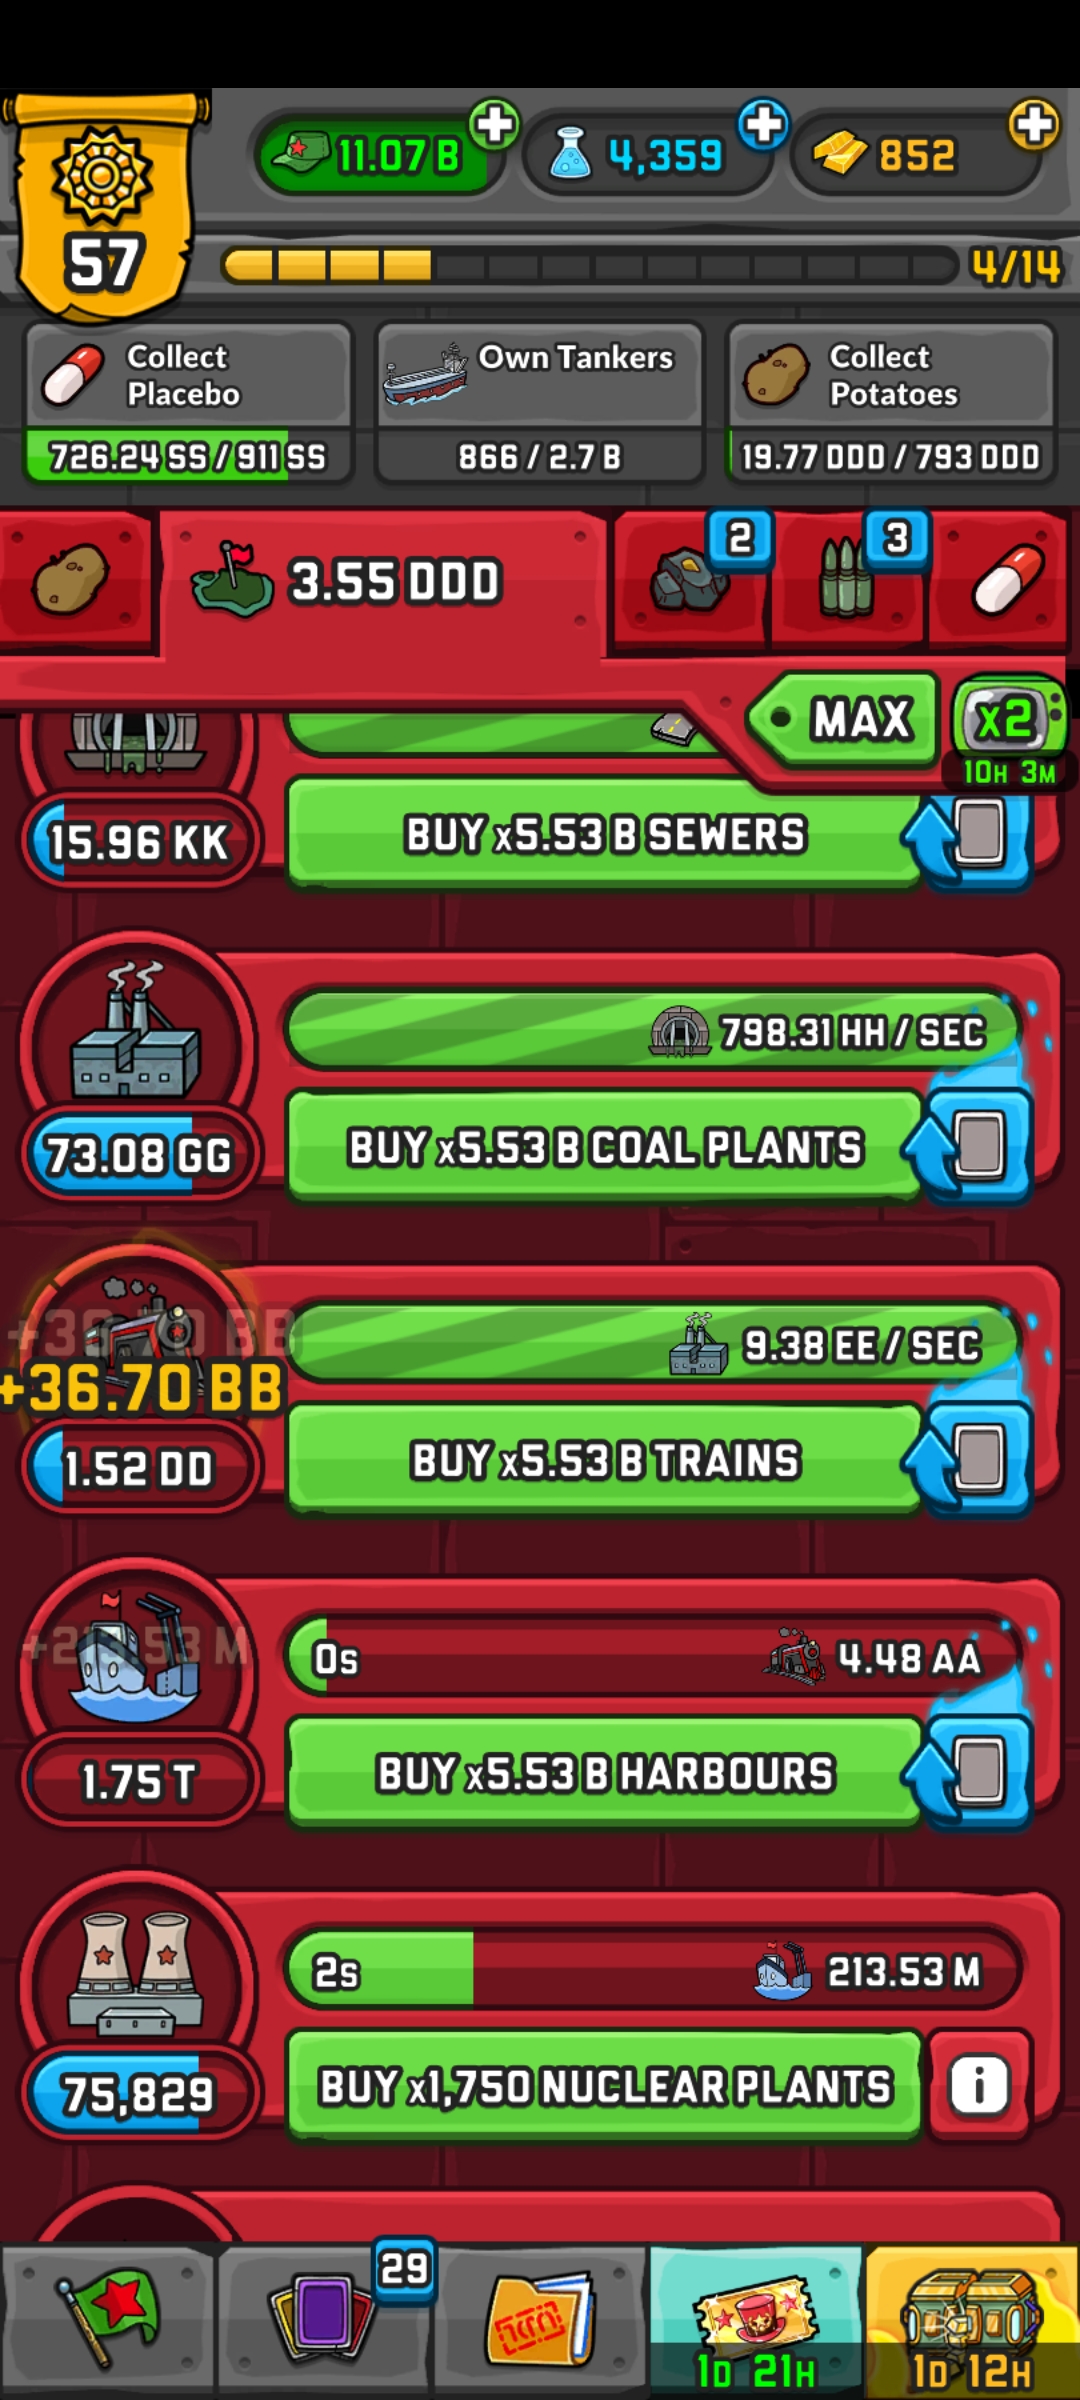 11.07 B
4,359
852
57
4/14
Collect
Placebo
Own Tankers
Collect
Potatoes
726.24 SS / 911 SS
866 / 2.7 B
19.77 DDD / 793 DDD
3.55 DDD
2
3
MAX
x2
10H 3M
15.96 KK
BUY x5.53 B SEWERS
798.31 HH / SEC
73.08 GG
BUY x5.53 B COAL PLANTS
9.38 EE / SEC
+36.70 BB
1.52 DD
BUY x5.53 B TRAINS
0s
4.48 AA
1.75 T
BUY x5.53 B HARBOURS
2s
213.53 M
75,829
BUY x1,750 NUCLEAR PLANTS
i
29
1D 21H
1D 12H